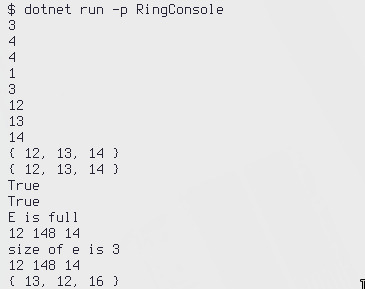 $ dotnet run -p RingConsole
3
4
4
1
3
12
13
14
{ 12, 13, 14 }
{ 12, 13, 14 }
True
True
E is full
12 148 14
size of e is 3
12 148 14
{ 13, 12, 16 }